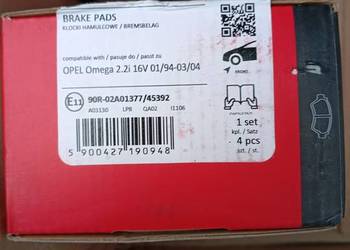 BRAKE PADS
KLOCKI HAMULCOWE / BREMSBELAG
compatible with / pasuje do / passt zu
OPEL Omega 2.2i 16V 01/94-03/04
FRONT
E11 90R-02A01377/45392
A01130 LPB QA02 I1106
1 set
kpl. / Satz
4 pcs
szt. / st.
5 900427 190948